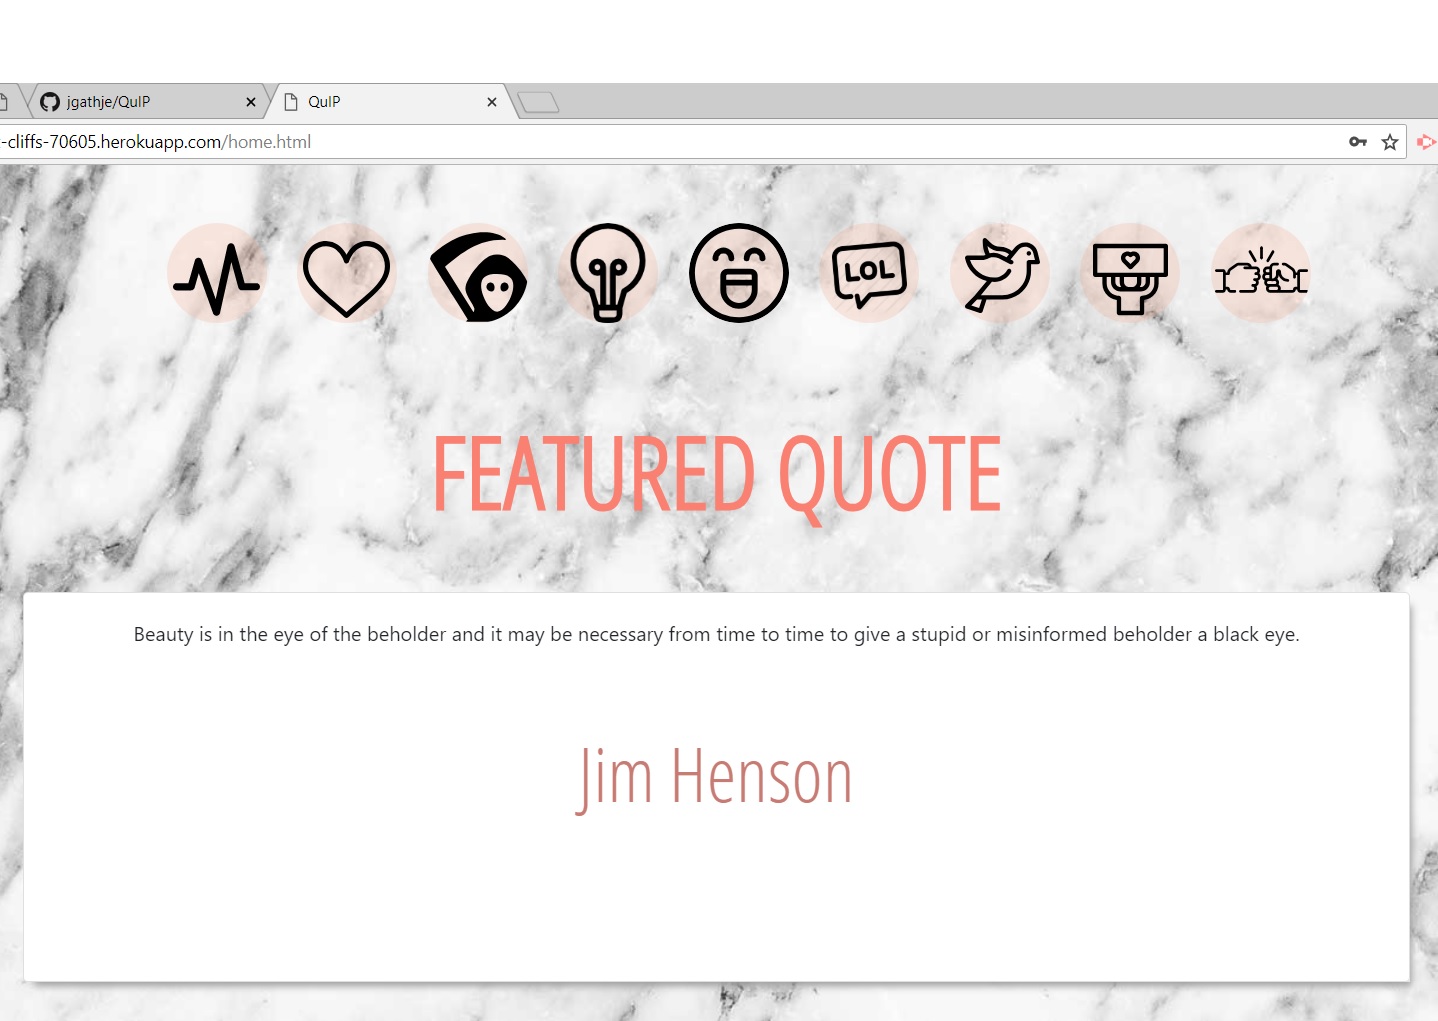 jgathje/QuIP
QuIP
-cliffs-70605.herokuapp.com/home.html
LOL
FEATURED QUOTE
Beauty is in the eye of the beholder and it may be necessary from time to time to give a stupid or misinformed beholder a black eye.
Jim Henson